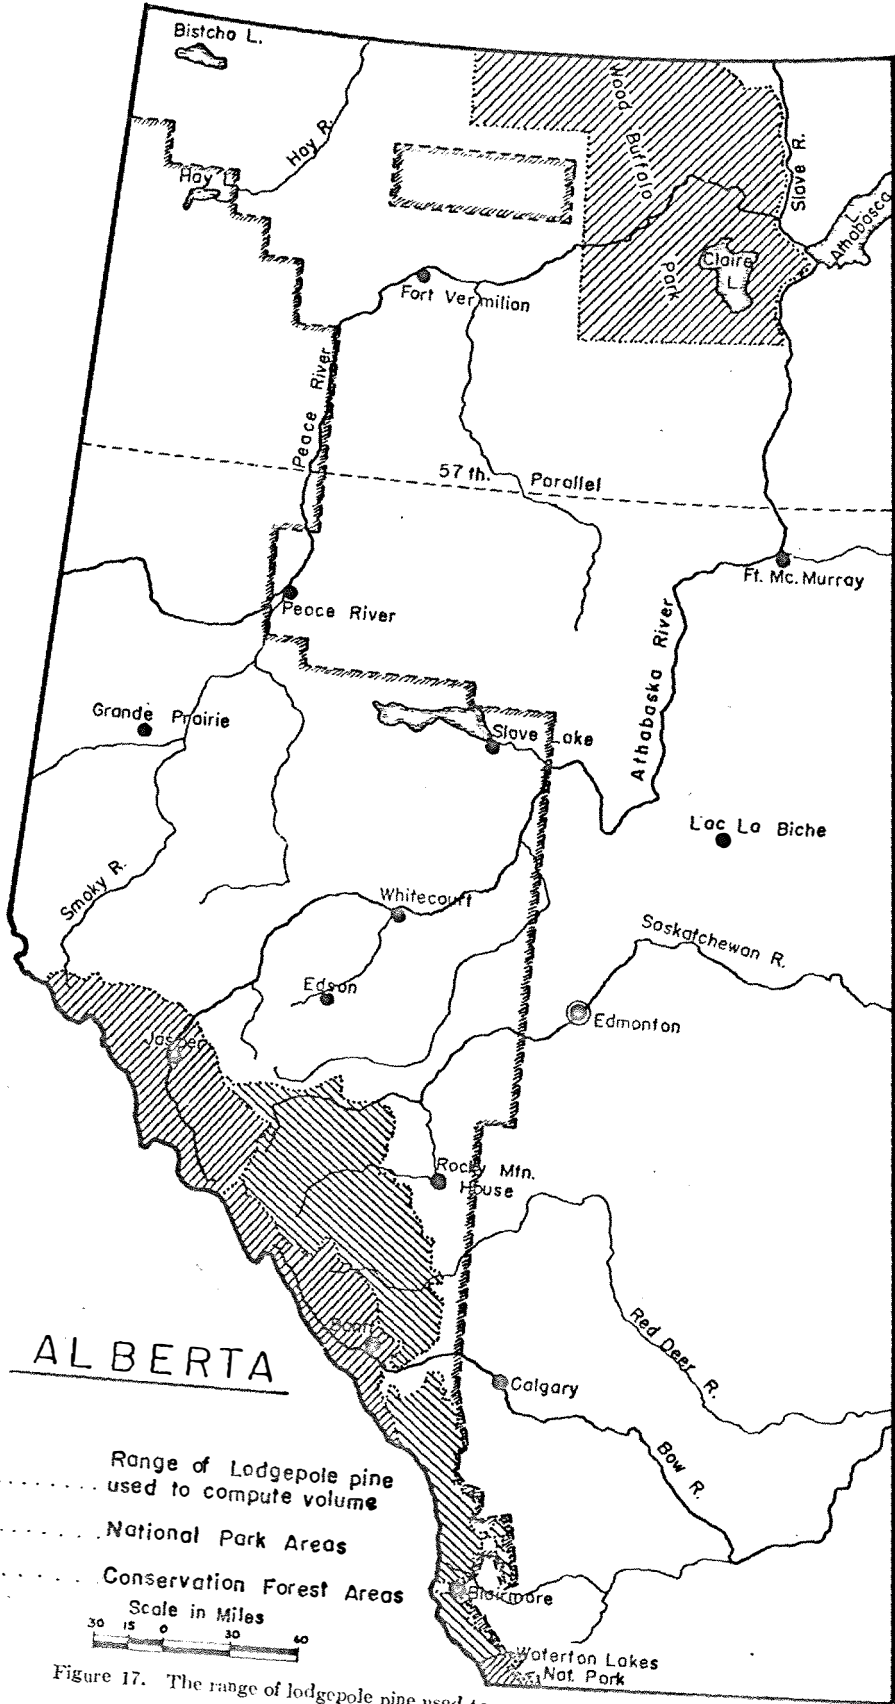 Bistcho L.
Hay R.
Hay L.
Wood Buffalo Park
Slave R.
L. Athabasca
Claire L.
Fort Vermilion
Peace River
57th. Parallel
Ft. Mc. Murray
Peace River
Athabaska River
Grande Prairie
Slave Lake
Lac La Biche
Smoky R.
Whitecourt
Saskatchewan R.
Edson
Edmonton
Jasper
Rocky Mtn.
House
Banff
Red Deer R.
ALBERTA
Calgary
Bow R.
Range of Lodgepole pine
used to compute volume
National Park Areas
Conservation Forest Areas
Scale in Miles
30 15 0 30 60
Blairmore
Waterton Lakes
Nat. Park
Figure 17. The range of lodgepole pine used